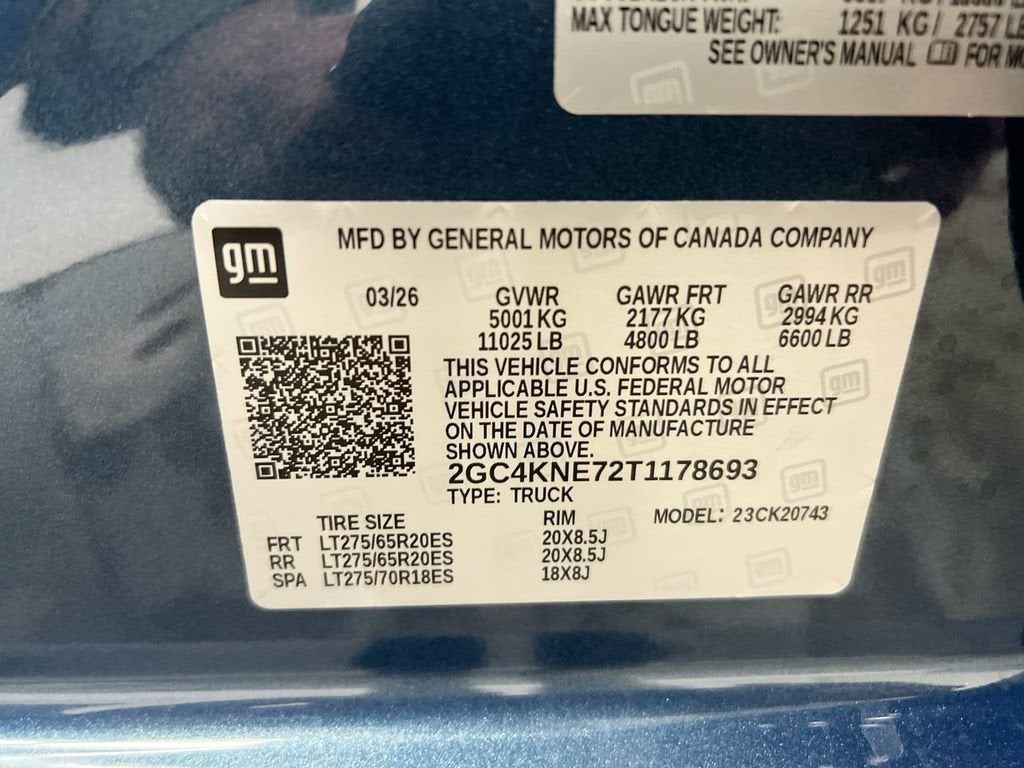 MAX TONGUE WEIGHT: 1251 KG / 2757 LB
SEE OWNER'S MANUAL FOR
gm
MFD BY GENERAL MOTORS OF CANADA COMPANY
03/26 GVWR GAWR FRT GAWR RR
5001 KG 2177 KG 2994 KG
11025 LB 4800 LB 6600 LB
THIS VEHICLE CONFORMS TO ALL
APPLICABLE U.S. FEDERAL MOTOR
VEHICLE SAFETY STANDARDS IN EFFECT
ON THE DATE OF MANUFACTURE
SHOWN ABOVE.
2GC4KNE72T1178693
TYPE: TRUCK
TIRE SIZE RIM MODEL: 23CK20743
FRT LT275/65R20ES 20X8.5J
RR LT275/65R20ES 20X8.5J
SPA LT275/70R18ES 18X8J